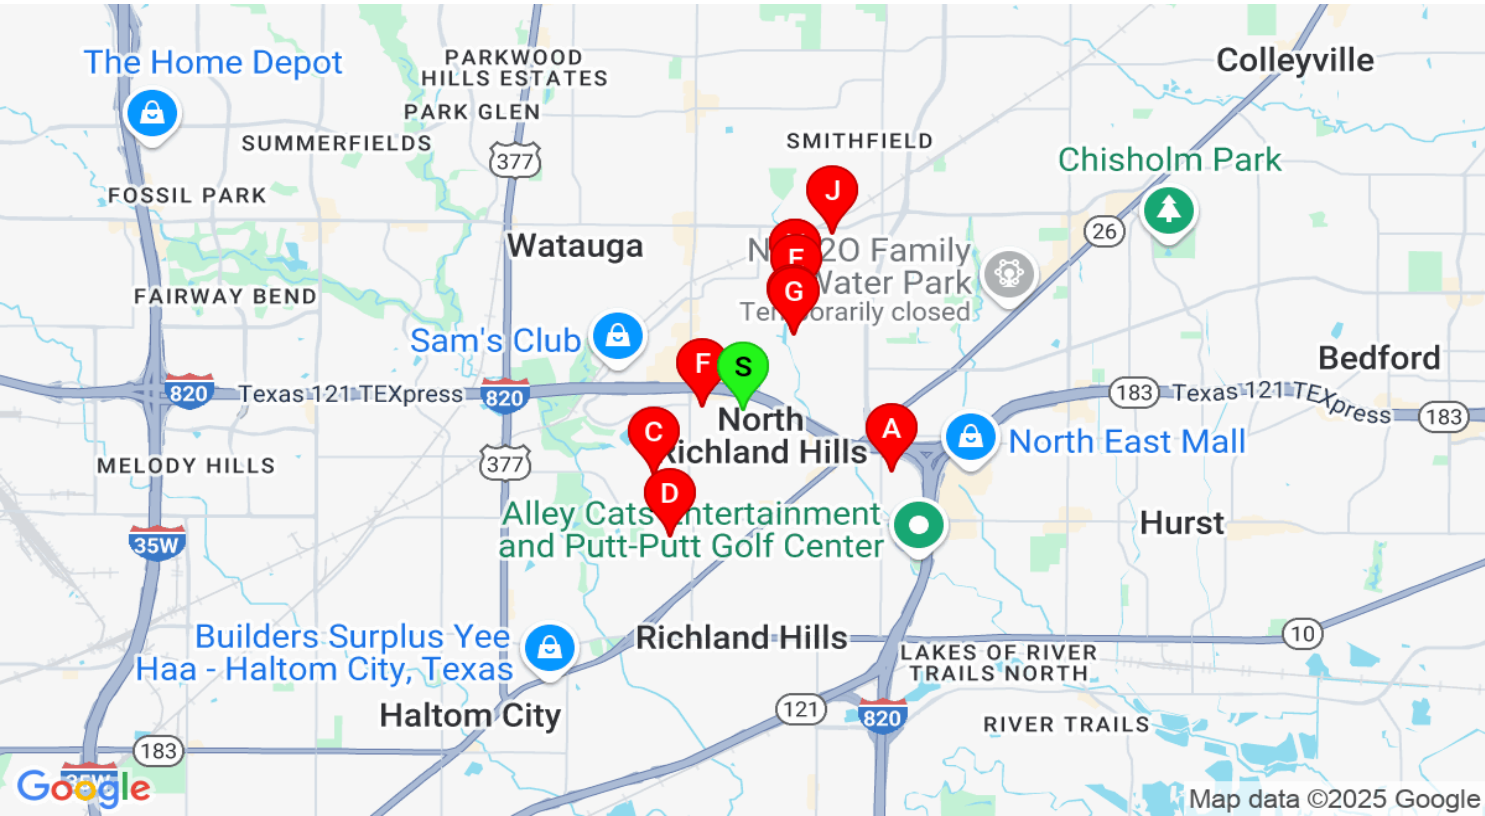 Colleyville
The Home Depot
PARKWOOD
HILLS ESTATES
PARK GLEN
SUMMERFIELDS
377
SMITHFIELD
Chisholm Park
FOSSIL PARK
J
26
Watauga
Family
E
Water Park
G
Temporarily closed
FAIRWAY BEND
Sam's Club
F
S
Bedford
820
Texas 121 TEXpress
820
183
Texas 121 TEXpress
183
North
Richland Hills
C
A
North East Mall
MELODY HILLS
377
D
Alley Cats Entertainment
and Putt-Putt Golf Center
Hurst
35W
Builders Surplus Yee
Haa - Haltom City, Texas
Richland Hills
10
LAKES OF RIVER
TRAILS NORTH
Haltom City
121
820
RIVER TRAILS
183
35W
Google
Map data ©2025 Google